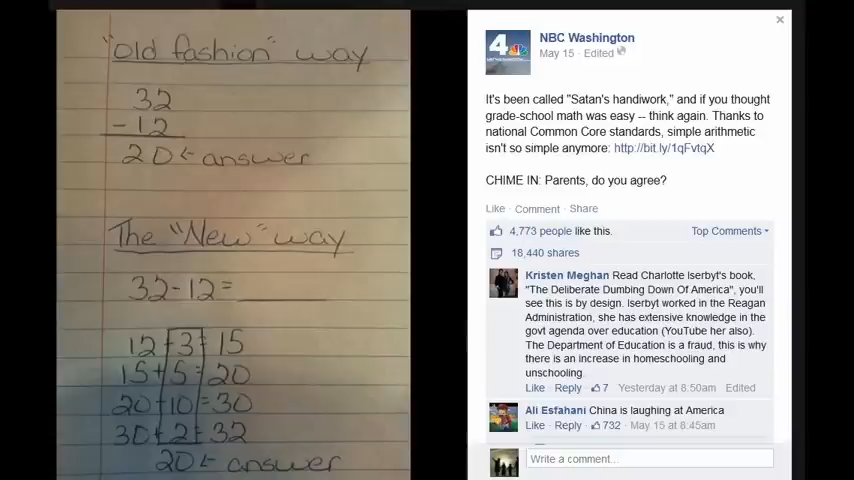 "old fashion" way
32
-12
20 ← answer
The "New" way
32-12=
12+3=15
15+5=20
20+10=30
30+2=32
20 ← answer
4
NBC Washington
May 15 · Edited
It's been called "Satan's handiwork," and if you thought
grade-school math was easy -- think again. Thanks to
national Common Core standards, simple arithmetic
isn't so simple anymore: http://bit.ly/1qFvtqX
CHIME IN: Parents, do you agree?
Like · Comment · Share
4,773 people like this.
Top Comments
18,440 shares
Kristen Meghan Read Charlotte Iserbyt's book,
"The Deliberate Dumbing Down Of America", you'll
see this is by design. Iserbyt worked in the Reagan
Administration, she has extensive knowledge in the
govt agenda over education (YouTube her also).
The Department of Education is a fraud, this is why
there is an increase in homeschooling and
unschooling.
Like · Reply · 7 · Yesterday at 8:50am · Edited
Ali Esfahani China is laughing at America
Like · Reply · 732 · May 15 at 8:45am
Write a comment...